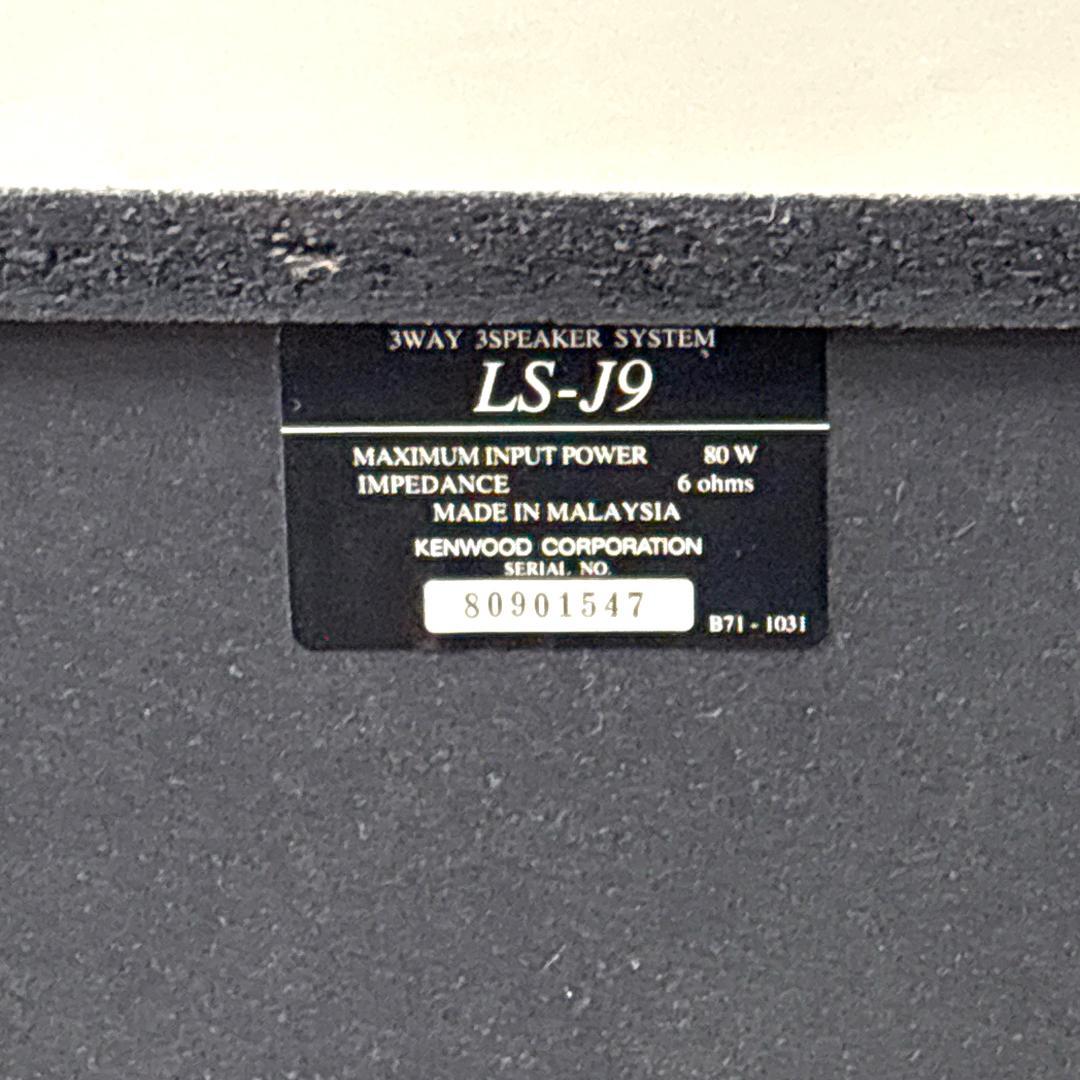 3WAY 3SPEAKER SYSTEM
LS-J9
MAXIMUM INPUT POWER 80 W
IMPEDANCE 6 ohms
MADE IN MALAYSIA
KENWOOD CORPORATION
SERIAL NO.
80901547
B71 - 1031